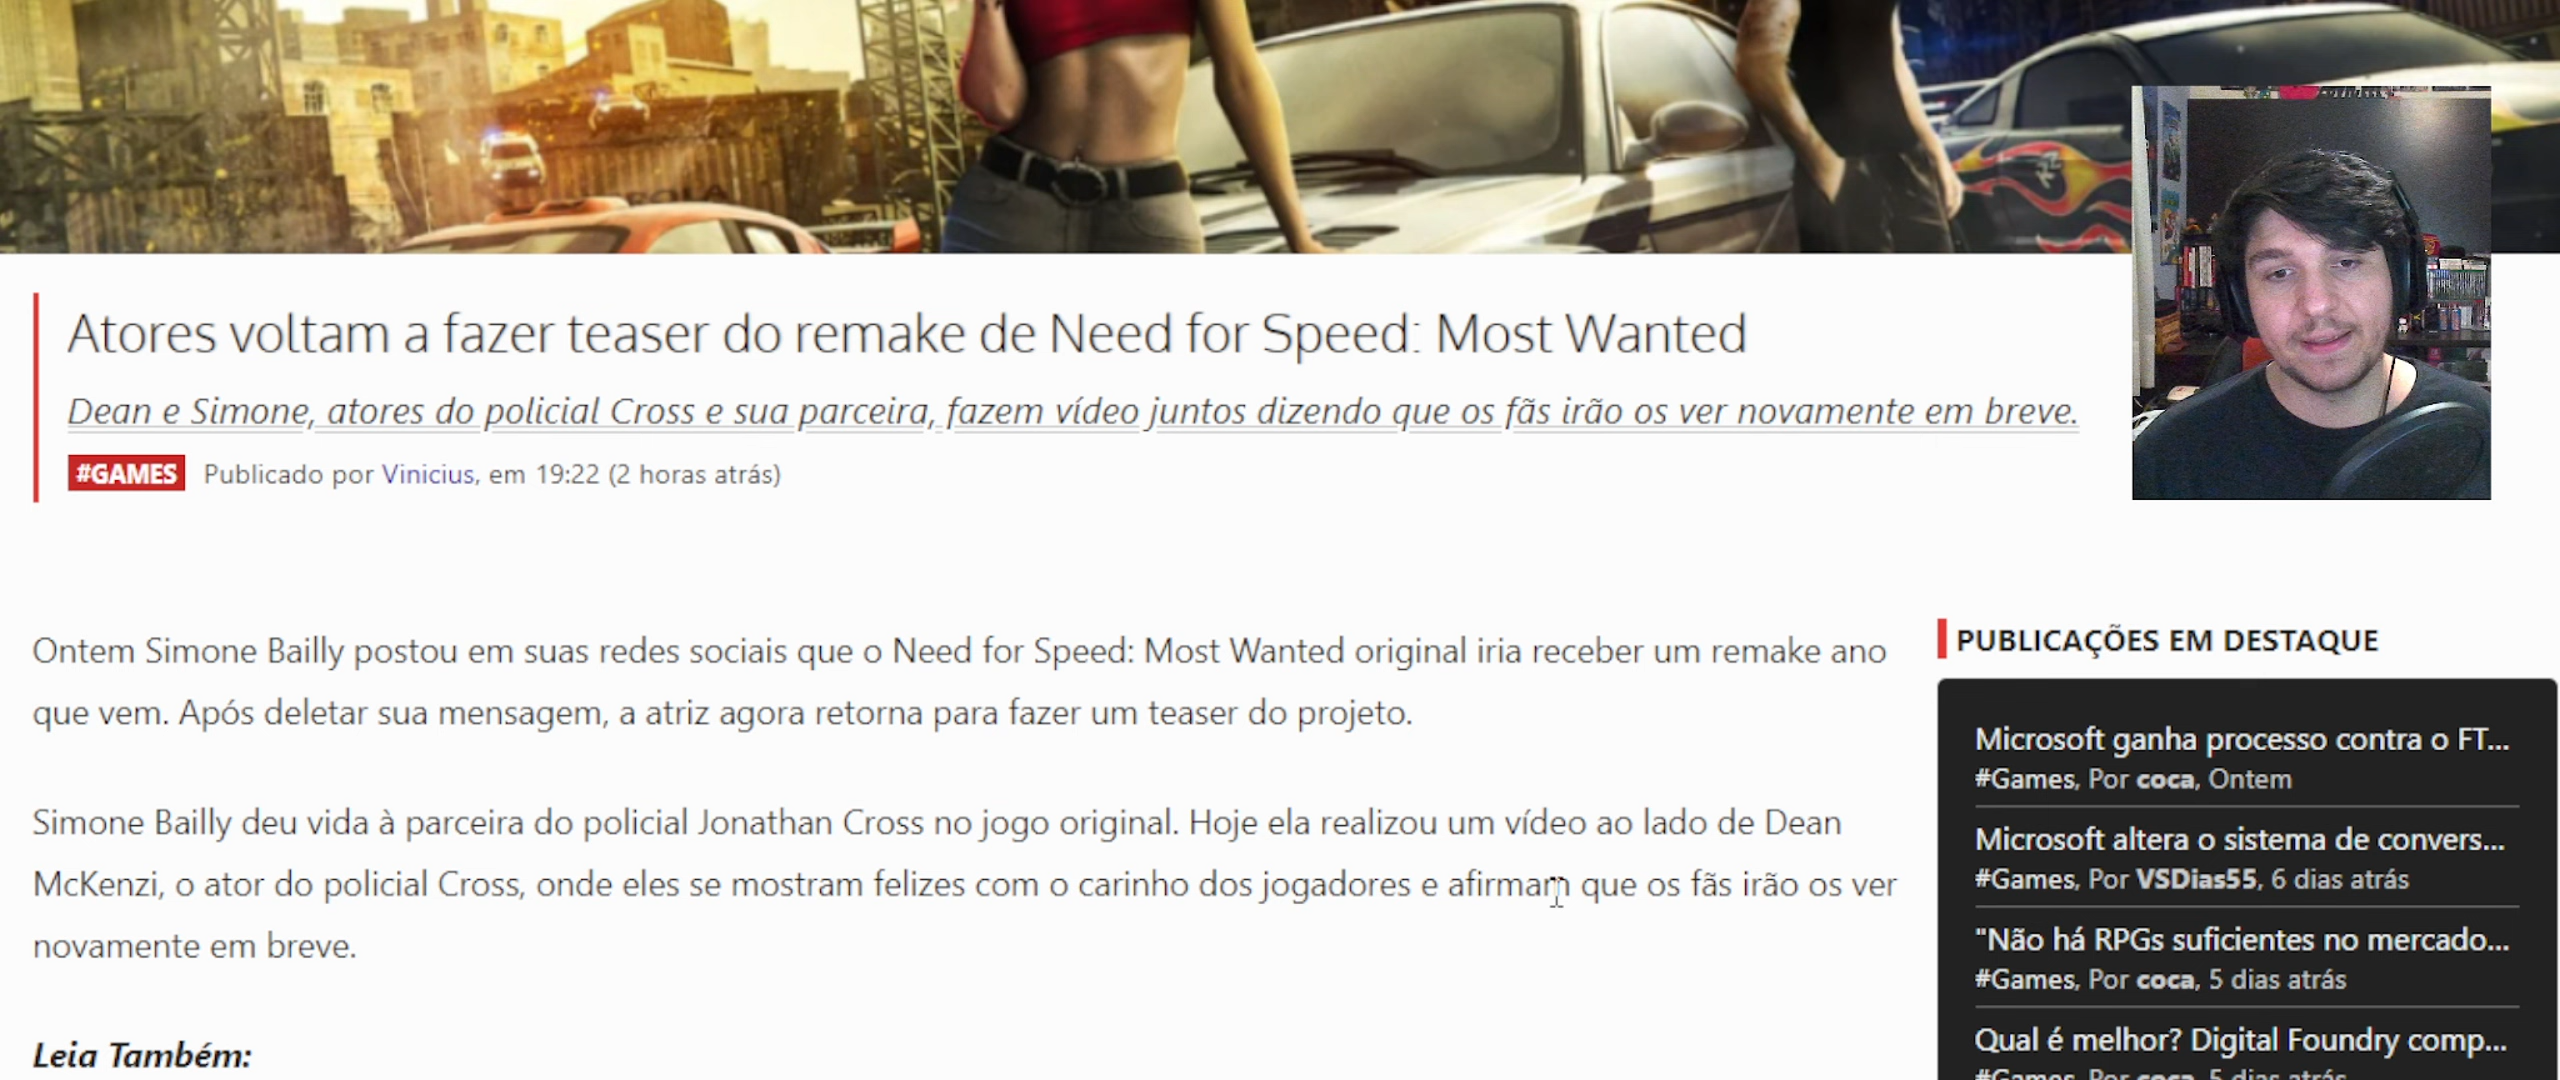 Atores voltam a fazer teaser do remake de Need for Speed: Most Wanted
Dean e Simone, atores do policial Cross e sua parceira, fazem vídeo juntos dizendo que os fãs irão os ver novamente em breve.
#GAMES Publicado por Vinicius, em 19:22 (2 horas atrás)
Ontem Simone Bailly postou em suas redes sociais que o Need for Speed: Most Wanted original iria receber um remake ano
que vem. Após deletar sua mensagem, a atriz agora retorna para fazer um teaser do projeto.
Simone Bailly deu vida à parceira do policial Jonathan Cross no jogo original. Hoje ela realizou um vídeo ao lado de Dean
McKenzi, o ator do policial Cross, onde eles se mostram felizes com o carinho dos jogadores e afirmam que os fãs irão os ver
novamente em breve.
Leia Também:
PUBLICAÇÕES EM DESTAQUE
Microsoft ganha processo contra o FT...
#Games, Por coca, Ontem
Microsoft altera o sistema de convers...
#Games, Por VSDias55, 6 dias atrás
"Não há RPGs suficientes no mercado...
#Games, Por coca, 5 dias atrás
Qual é melhor? Digital Foundry comp...
#Games, Por coca, 5 dias atrás